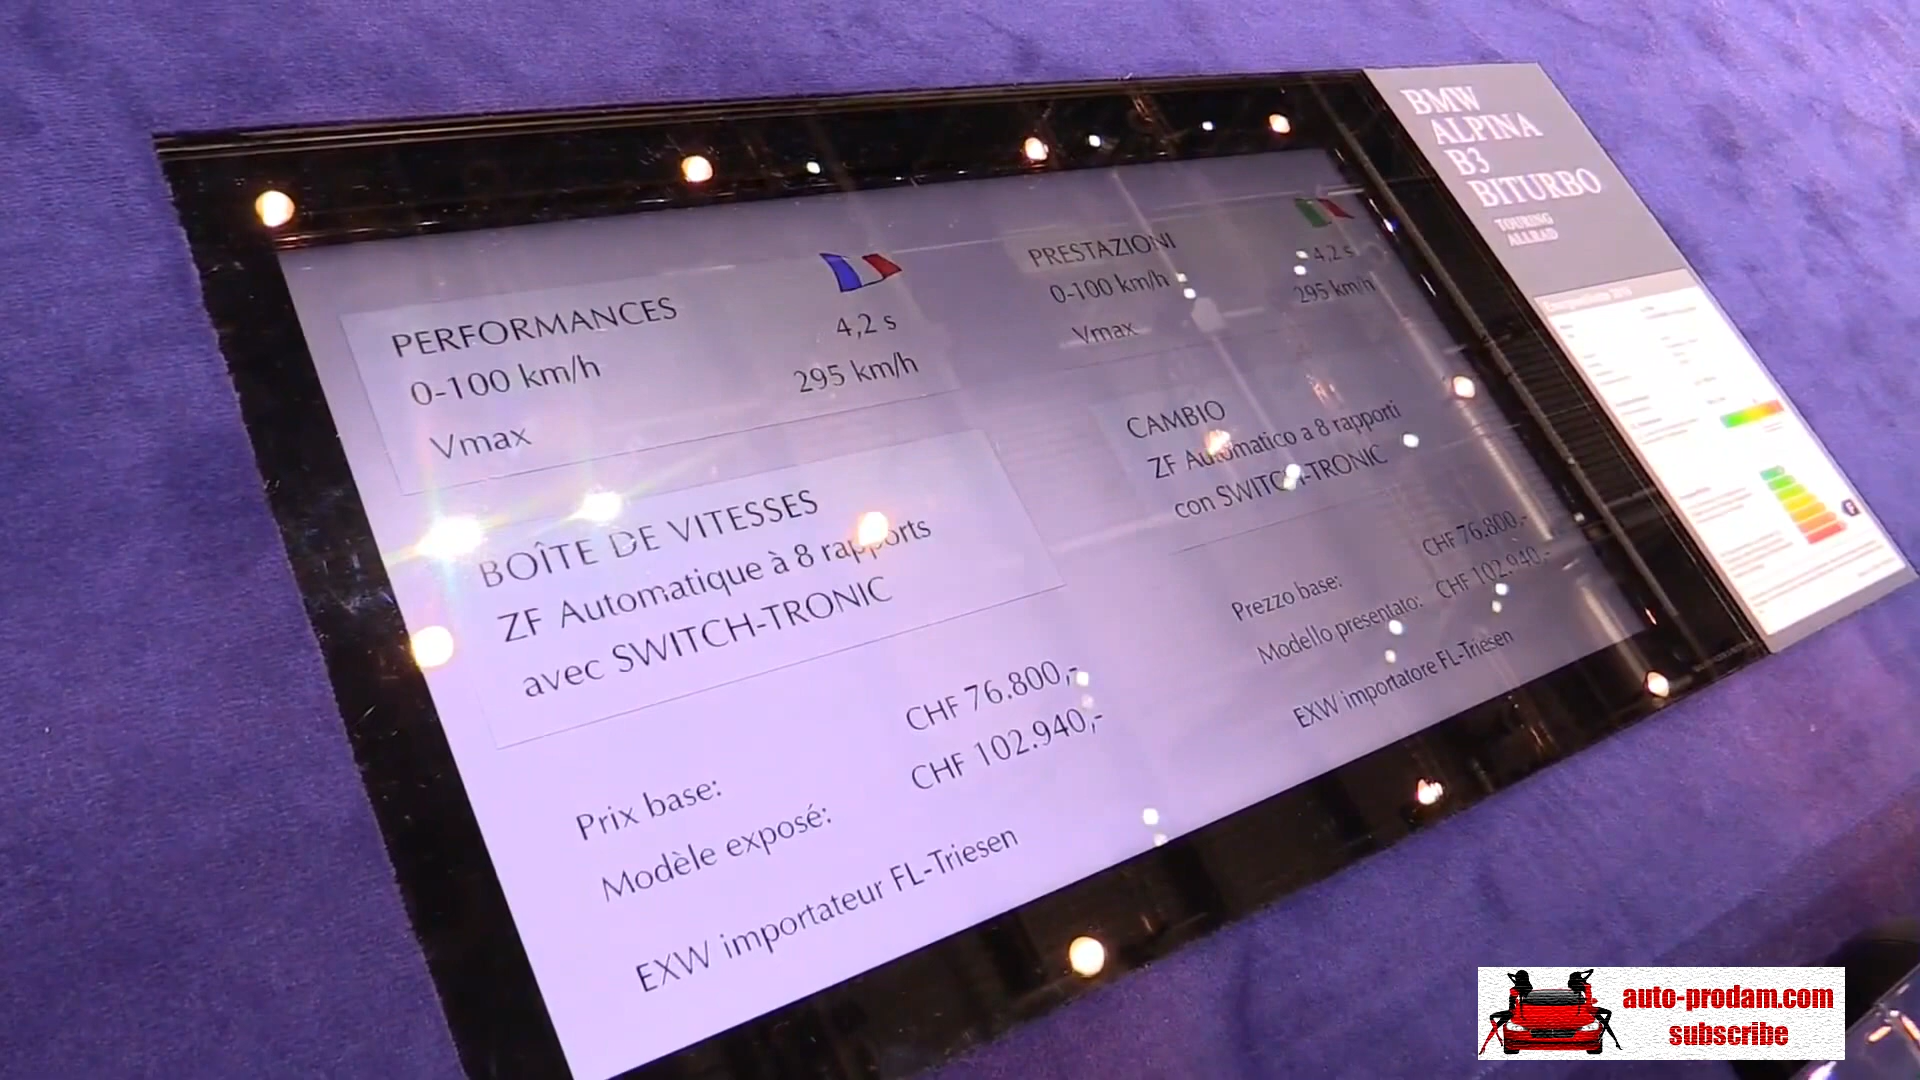 PERFORMANCES
0-100 km/h 4,2 s
Vmax 295 km/h
BOÎTE DE VITESSES
ZF Automatique à 8 rapports
avec SWITCH-TRONIC
Prix base: CHF 76.800,-
Modèle exposé: CHF 102.940,-
EXW importateur FL-Triesen
PRESTAZIONI
0-100 km/h 4,2 s
Vmax 295 km/h
CAMBIO
ZF Automatico a 8 rapporti
con SWITCH-TRONIC
Prezzo base: CHF 76.800,-
Modello presentato: CHF 102.940,-
EXW importatore FL-Triesen
BMW
ALPINA
B3
BITURBO
TOURING
ALLRAD
auto-prodam.com
subscribe